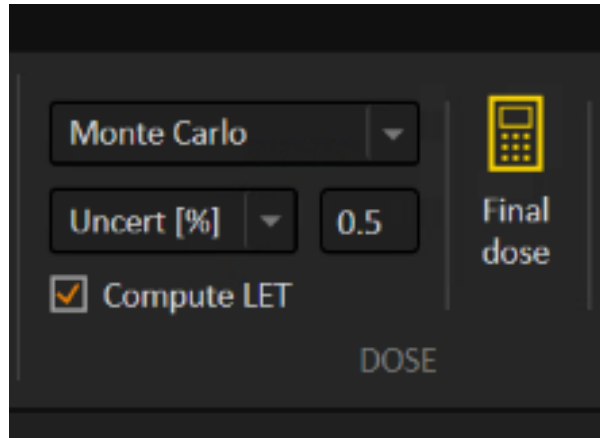 Monte Carlo
Uncert [%] 0.5
Compute LET
Final
dose
DOSE